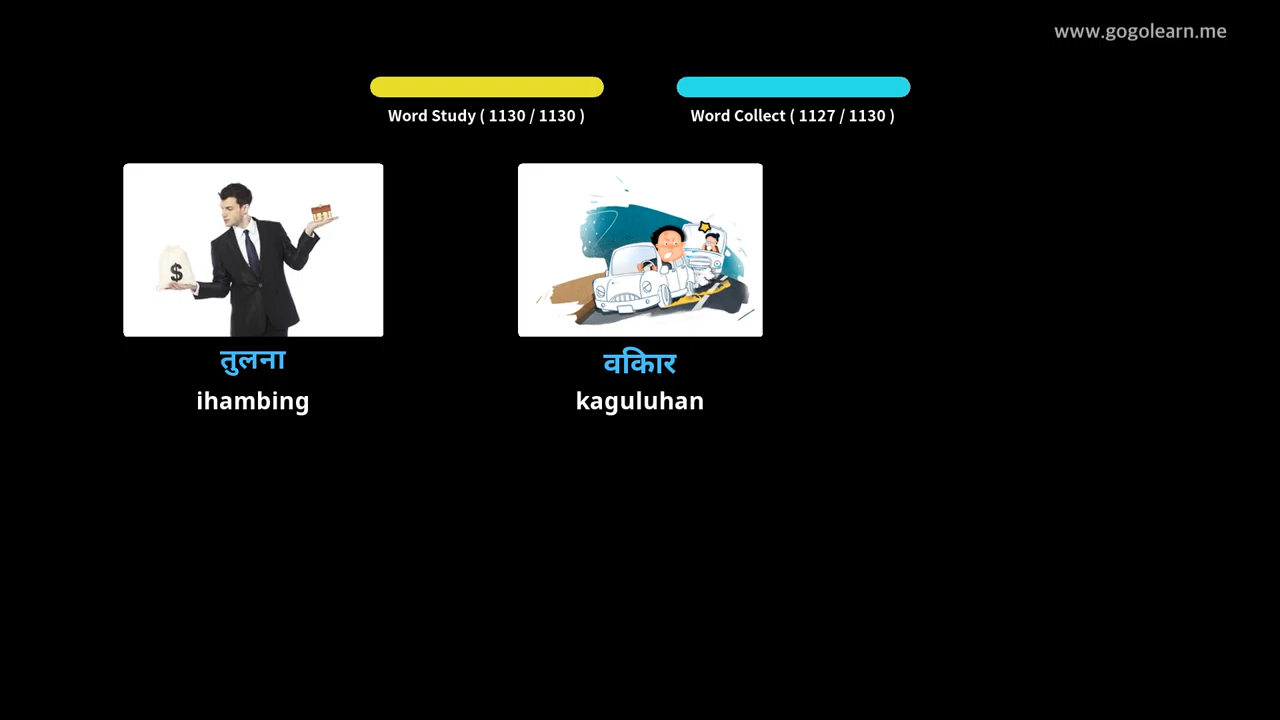 www.gogolearn.me
Word Study ( 1130 / 1130 )
Word Collect ( 1127 / 1130 )
$
तुलना
ihambing
विकार
kaguluhan